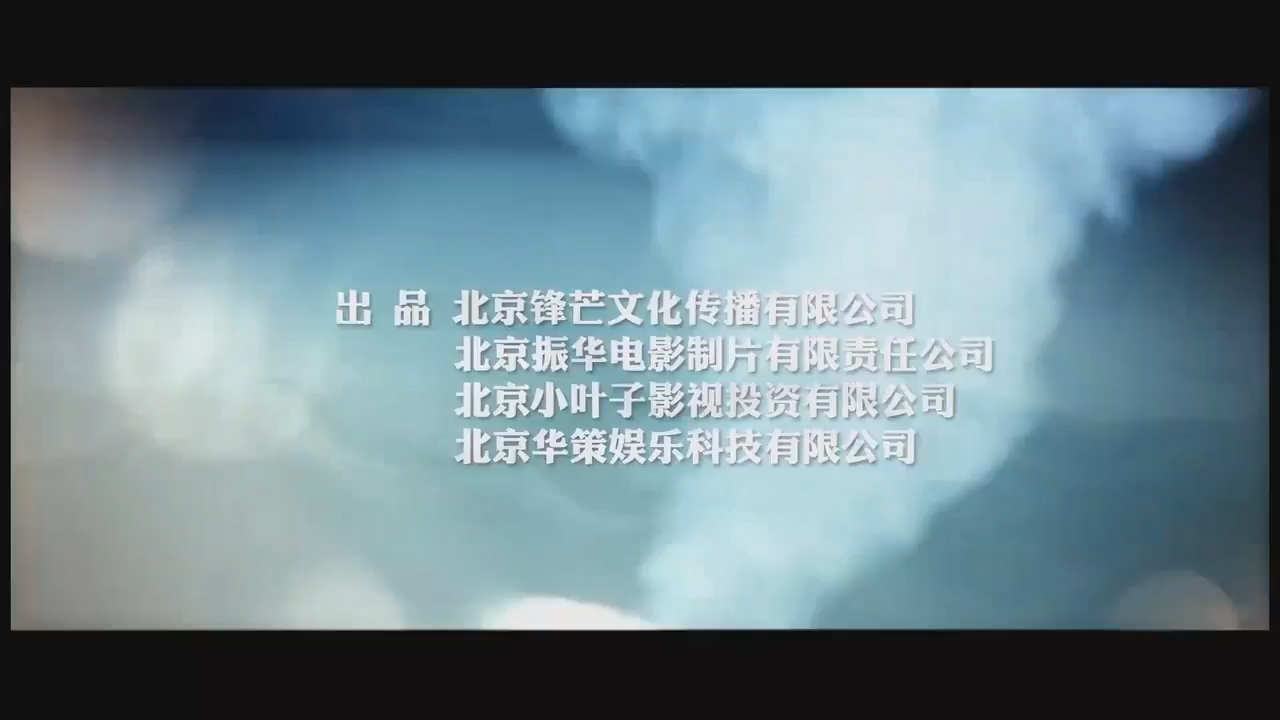 出 品 北京锋芒文化传播有限公司
北京振华电影制片有限责任公司
北京小叶子影视投资有限公司
北京华策娱乐科技有限公司